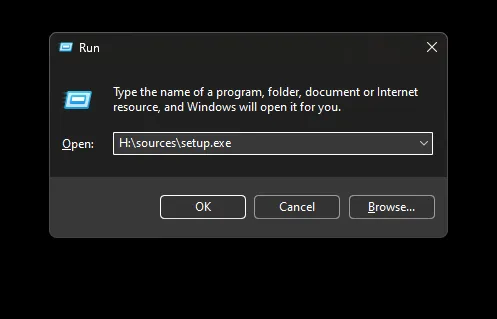 Run
Type the name of a program, folder, document or Internet
resource, and Windows will open it for you.
Open: H:\sources\setup.exe
OK Cancel Browse...